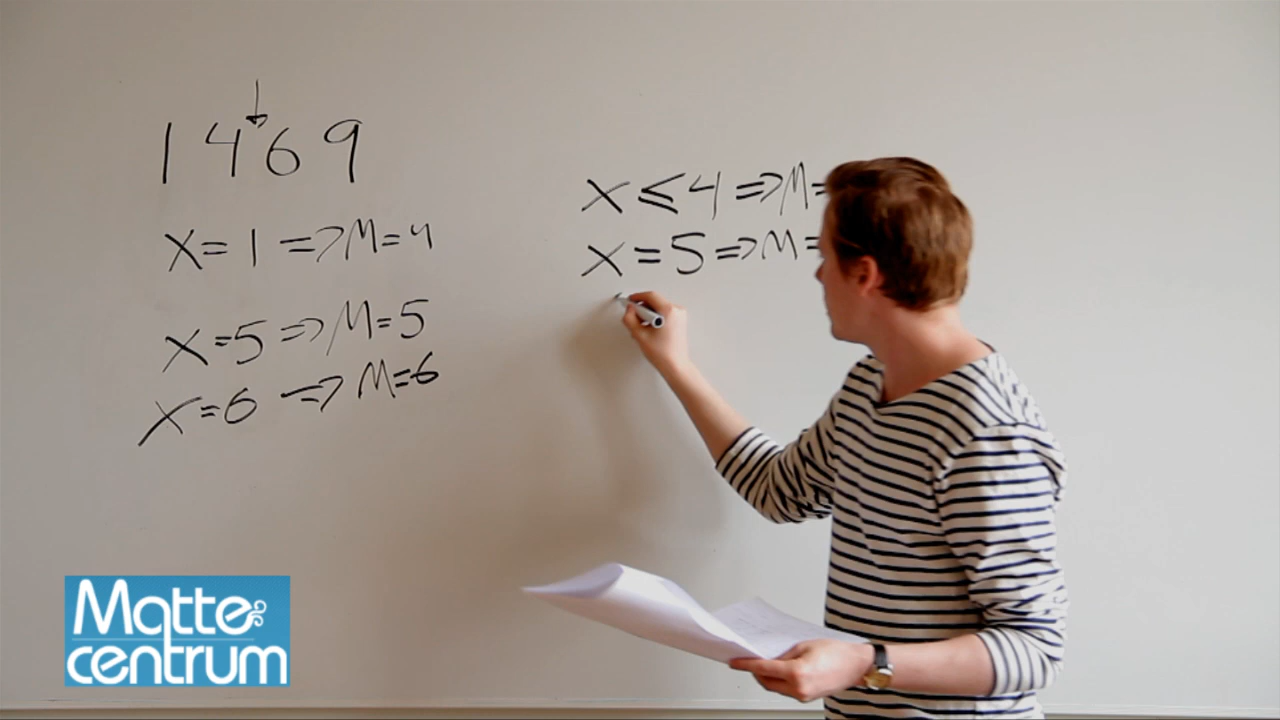 1 4 6 9
x = 1 => M = 4
x = 5 => M = 5
x = 6 => M = 6
x ≤ 4 => M =
x = 5 => M =
Matte
centrum